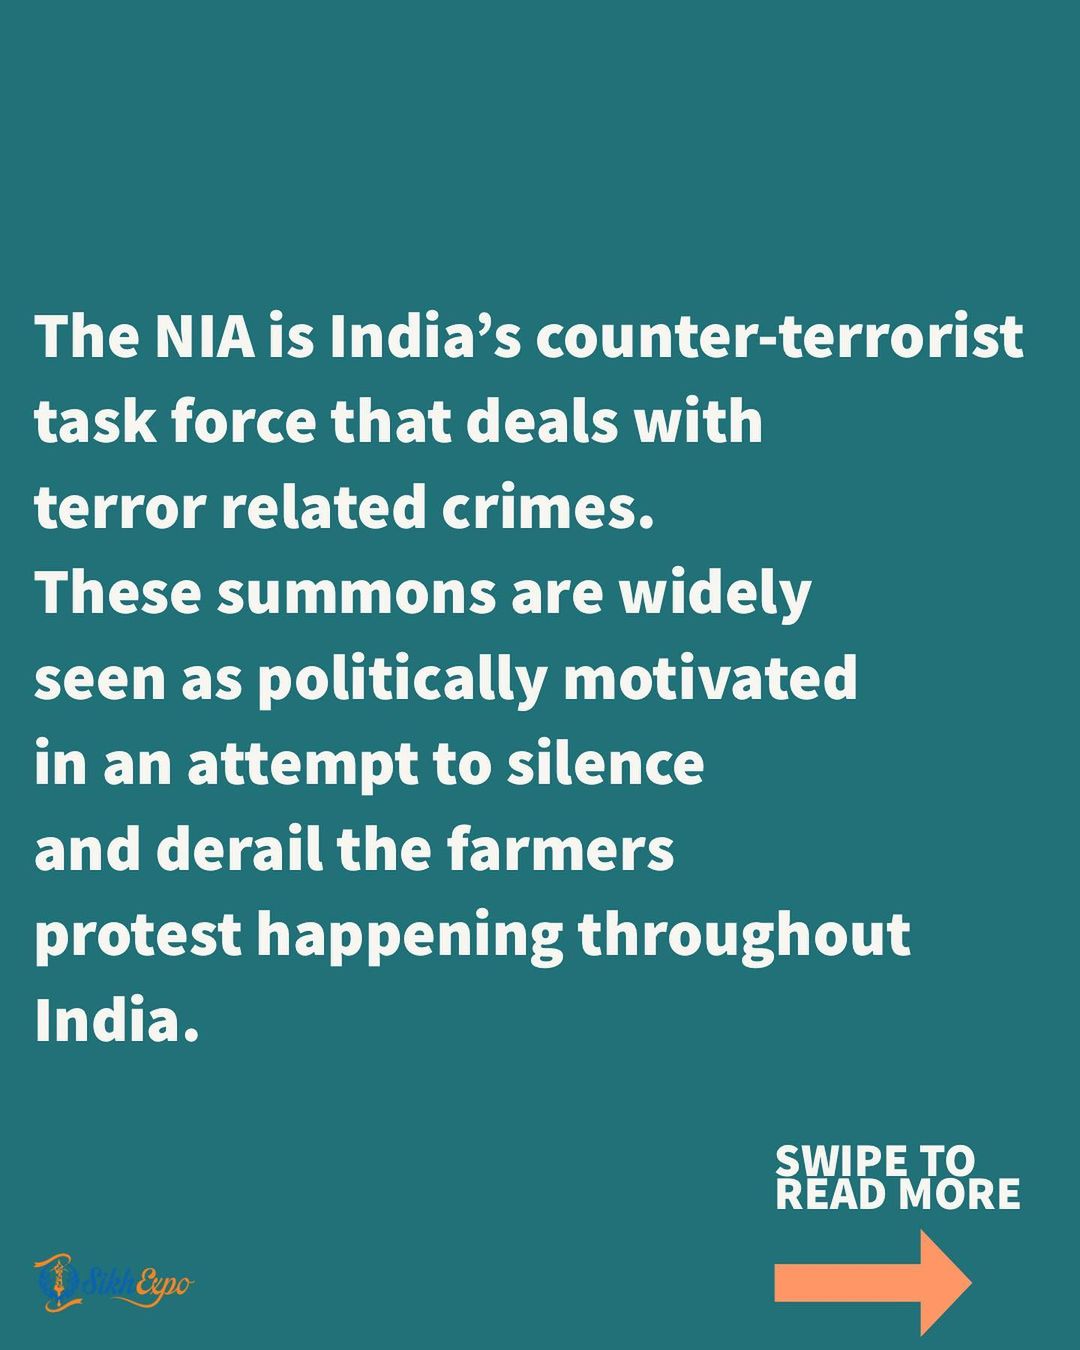 The NIA is India’s counter-terrorist
task force that deals with
terror related crimes.
These summons are widely
seen as politically motivated
in an attempt to silence
and derail the farmers
protest happening throughout
India.
SWIPE TO
READ MORE
SikhExpo